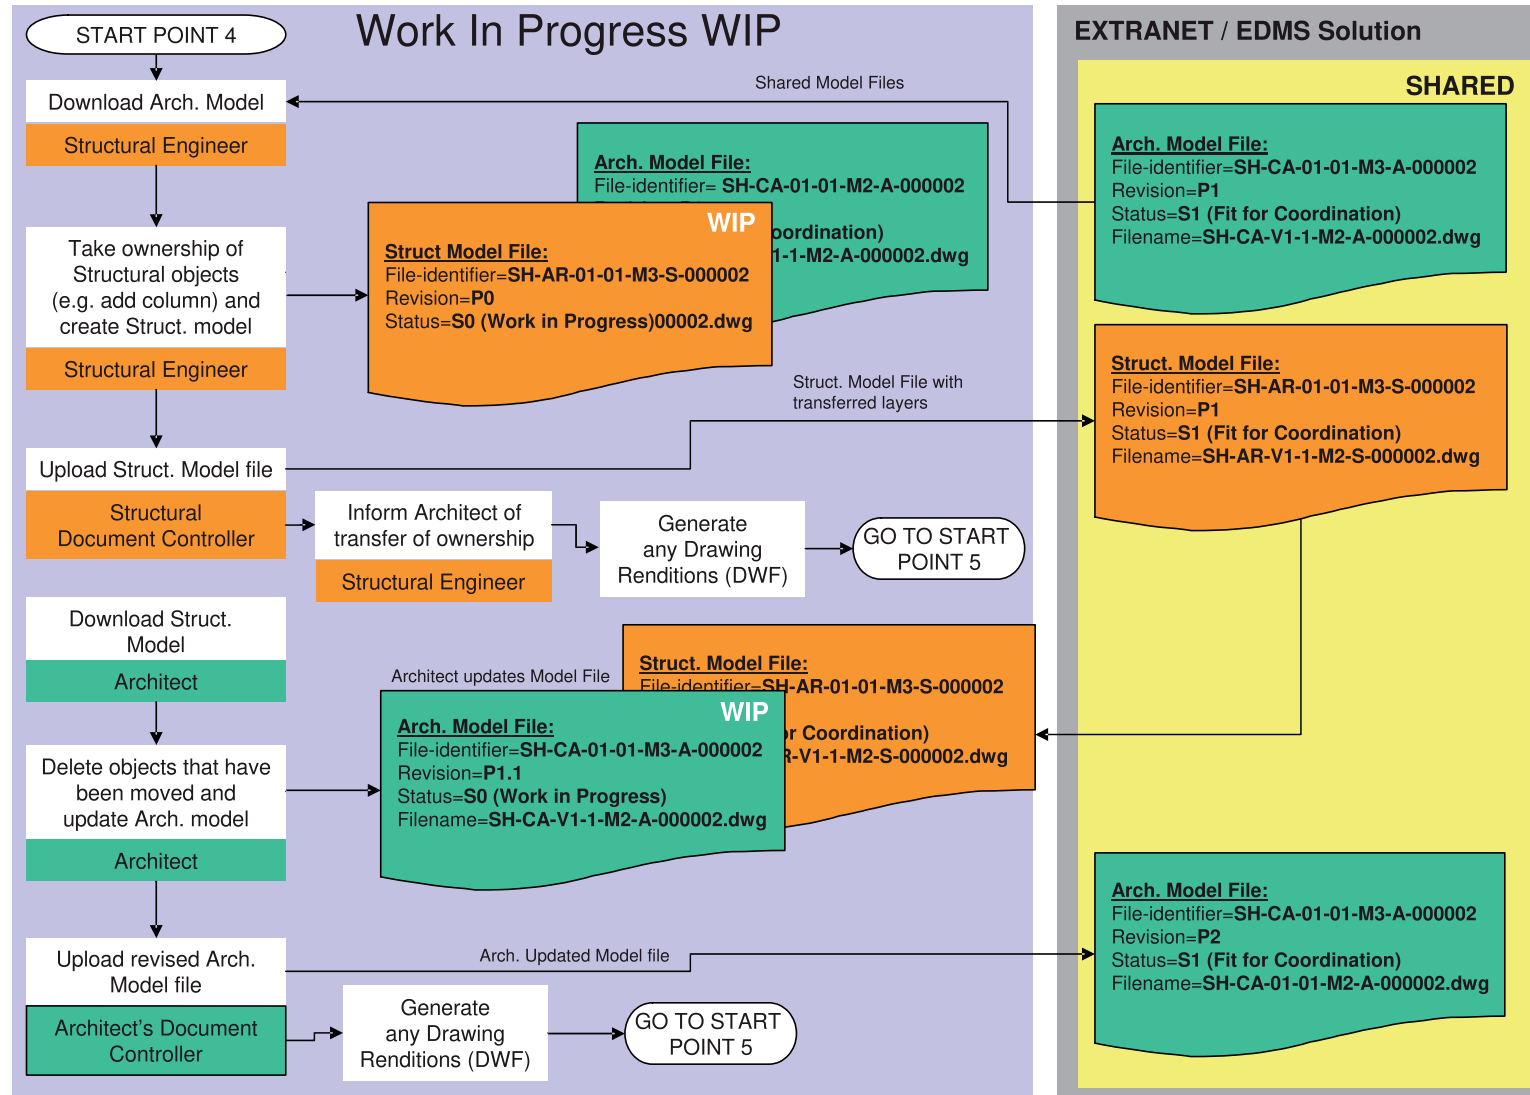 START POINT 4
Work In Progress WIP
EXTRANET / EDMS Solution
SHARED
Download Arch. Model
Structural Engineer
Shared Model Files
Arch. Model File:
File-identifier= SH-CA-01-01-M2-A-000002
oordination)
1-1-M2-A-000002.dwg
WIP
Struct Model File:
File-identifier=SH-AR-01-01-M3-S-000002
Revision=P0
Status=S0 (Work in Progress)00002.dwg
Arch. Model File:
File-identifier=SH-CA-01-01-M3-A-000002
Revision=P1
Status=S1 (Fit for Coordination)
Filename=SH-CA-V1-1-M2-A-000002.dwg
Take ownership of
Structural objects
(e.g. add column) and
create Struct. model
Structural Engineer
Struct. Model File with
transferred layers
Struct. Model File:
File-identifier=SH-AR-01-01-M3-S-000002
Revision=P1
Status=S1 (Fit for Coordination)
Filename=SH-AR-V1-1-M2-S-000002.dwg
Upload Struct. Model file
Structural
Document Controller
Inform Architect of
transfer of ownership
Structural Engineer
Generate
any Drawing
Renditions (DWF)
GO TO START
POINT 5
Download Struct.
Model
Architect
Architect updates Model File
Struct. Model File:
File-identifier=SH-AR-01-01-M3-S-000002
r Coordination)
R-V1-1-M2-S-000002.dwg
WIP
Arch. Model File:
File-identifier=SH-CA-01-01-M3-A-000002
Revision=P1.1
Status=S0 (Work in Progress)
Filename=SH-CA-V1-1-M2-A-000002.dwg
Delete objects that have
been moved and
update Arch. model
Architect
Upload revised Arch.
Model file
Architect's Document
Controller
Arch. Updated Model file
Generate
any Drawing
Renditions (DWF)
GO TO START
POINT 5
Arch. Model File:
File-identifier=SH-CA-01-01-M3-A-000002
Revision=P2
Status=S1 (Fit for Coordination)
Filename=SH-CA-01-01-M2-A-000002.dwg